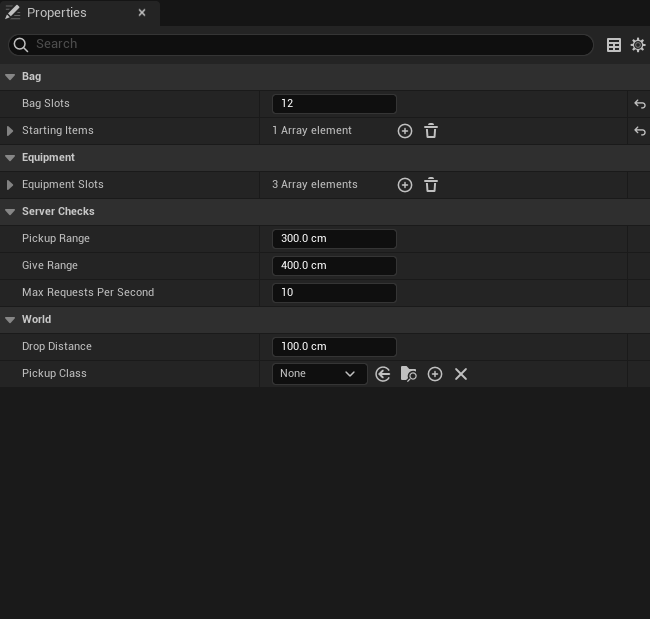 Properties
Search
Bag
Bag Slots 12
Starting Items 1 Array element
Equipment
Equipment Slots 3 Array elements
Server Checks
Pickup Range 300.0 cm
Give Range 400.0 cm
Max Requests Per Second 10
World
Drop Distance 100.0 cm
Pickup Class None